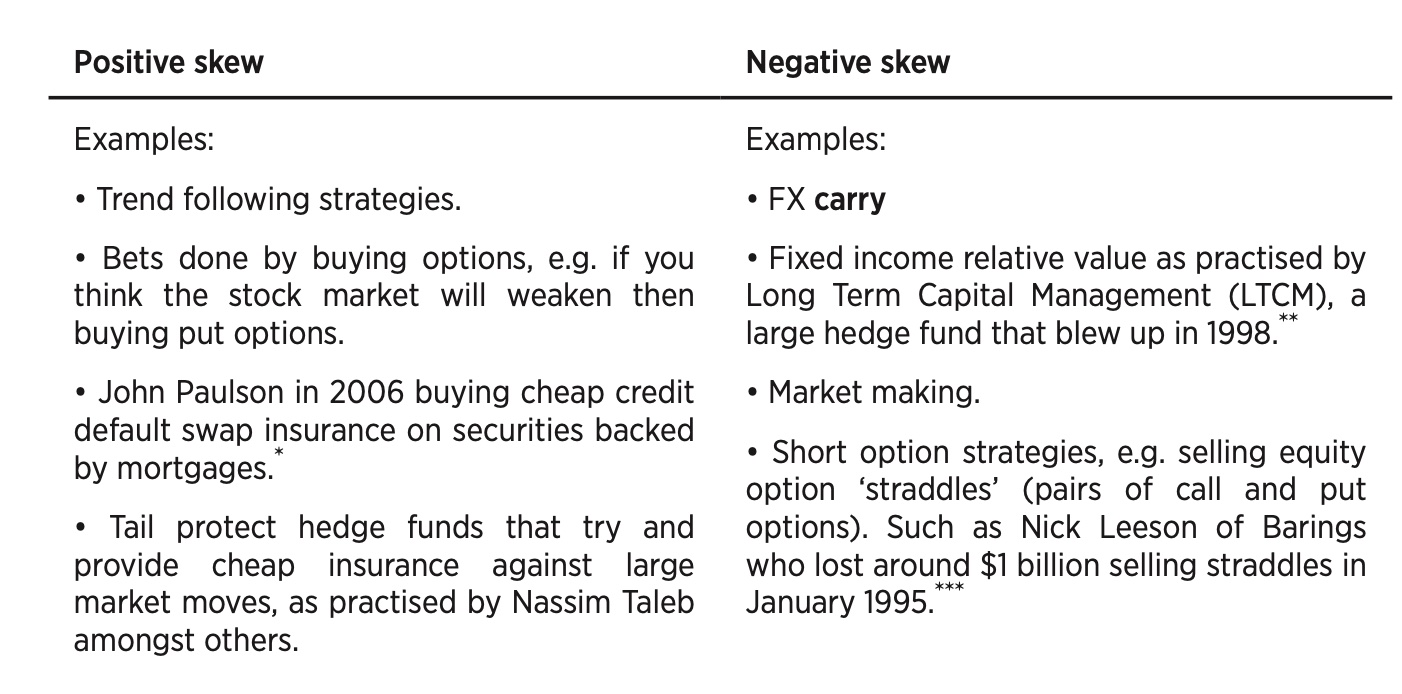 Positive skew
Examples:
• Trend following strategies.
• Bets done by buying options, e.g. if you
think the stock market will weaken then
buying put options.
• John Paulson in 2006 buying cheap credit
default swap insurance on securities backed
by mortgages.*
• Tail protect hedge funds that try and
provide cheap insurance against large
market moves, as practised by Nassim Taleb
amongst others.
Negative skew
Examples:
• FX carry
• Fixed income relative value as practised by
Long Term Capital Management (LTCM), a
large hedge fund that blew up in 1998.**
• Market making.
• Short option strategies, e.g. selling equity
option ‘straddles’ (pairs of call and put
options). Such as Nick Leeson of Barings
who lost around $1 billion selling straddles in
January 1995.***